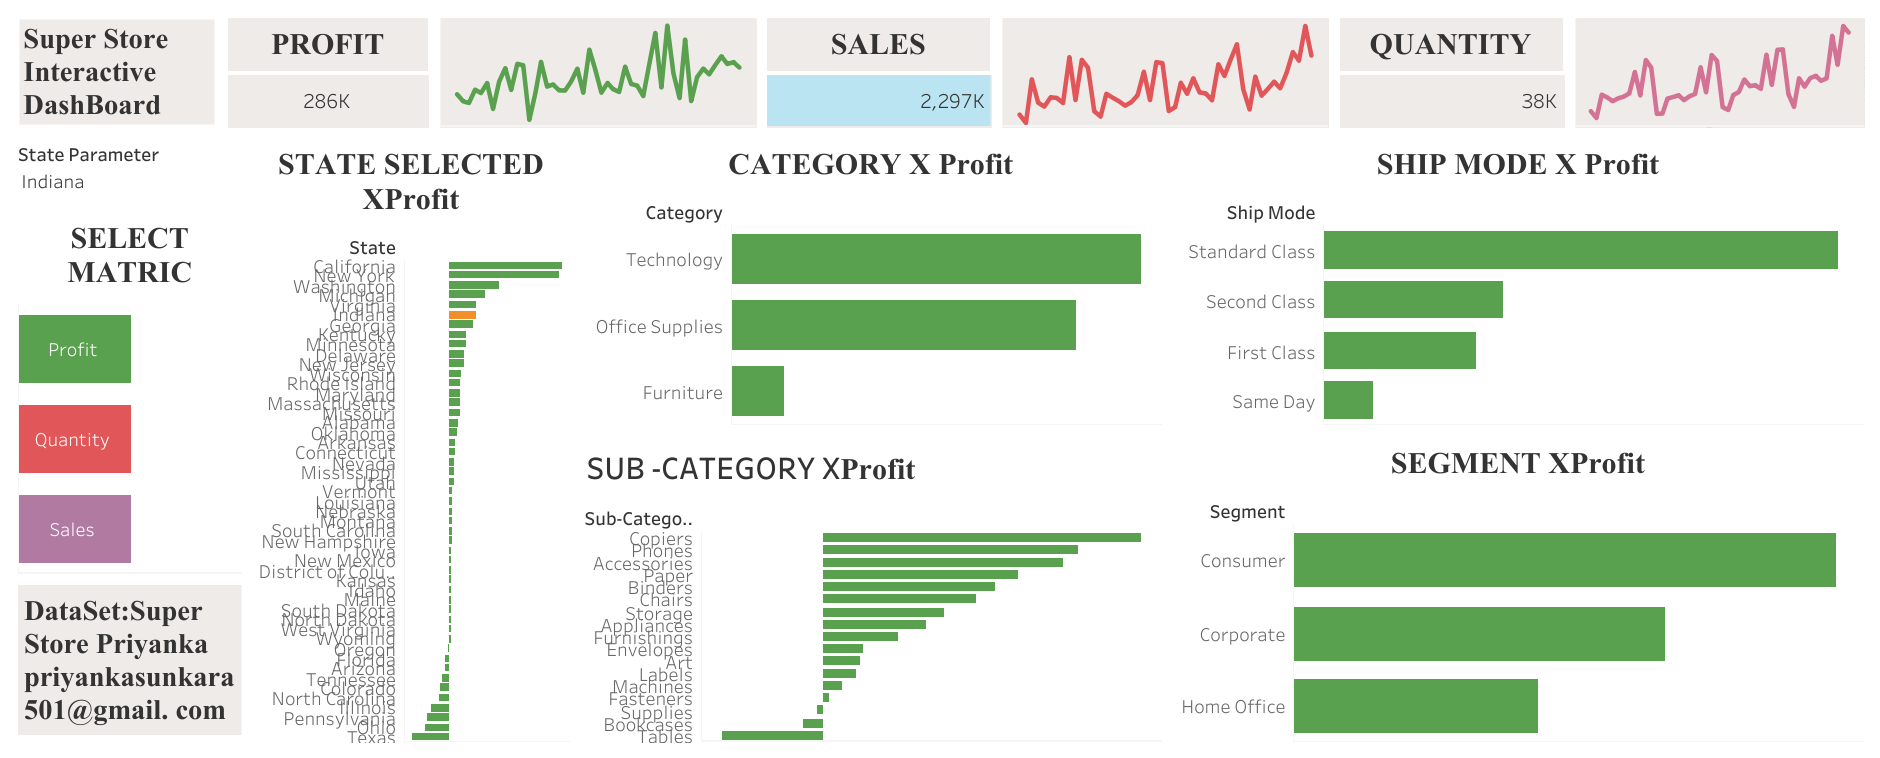 Super Store
Interactive
DashBoard
PROFIT
286K
SALES
2,297K
QUANTITY
38K
State Parameter
Indiana
SELECT
MATRIC
Profit
Quantity
Sales
DataSet:Super
Store Priyanka
priyankasunkara
501@gmail. com
STATE SELECTED
XProfit
State
California
New York
Washington
Michigan
Virginia
Indiana
Georgia
Kentucky
Minnesota
Delaware
New Jersey
Wisconsin
Rhode Island
Maryland
Massachusetts
Missouri
Alabama
Oklahoma
Arkansas
Connecticut
Nevada
Mississippi
Utah
Vermont
Louisiana
Nebraska
Montana
South Carolina
New Hampshire
Iowa
New Mexico
District of Colu..
Kansas
Idaho
Maine
South Dakota
North Dakota
West Virginia
Wyoming
Oregon
Florida
Arizona
Tennessee
Colorado
North Carolina
Illinois
Pennsylvania
Ohio
Texas
CATEGORY X Profit
Category
Technology
Office Supplies
Furniture
SUB -CATEGORY XProfit
Sub-Catego..
Copiers
Phones
Accessories
Paper
Binders
Chairs
Storage
Appliances
Furnishings
Envelopes
Art
Labels
Machines
Fasteners
Supplies
Bookcases
Tables
SHIP MODE X Profit
Ship Mode
Standard Class
Second Class
First Class
Same Day
SEGMENT XProfit
Segment
Consumer
Corporate
Home Office